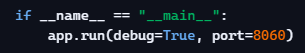 if __name__ == "__main__":
    app.run(debug=True, port=8060)